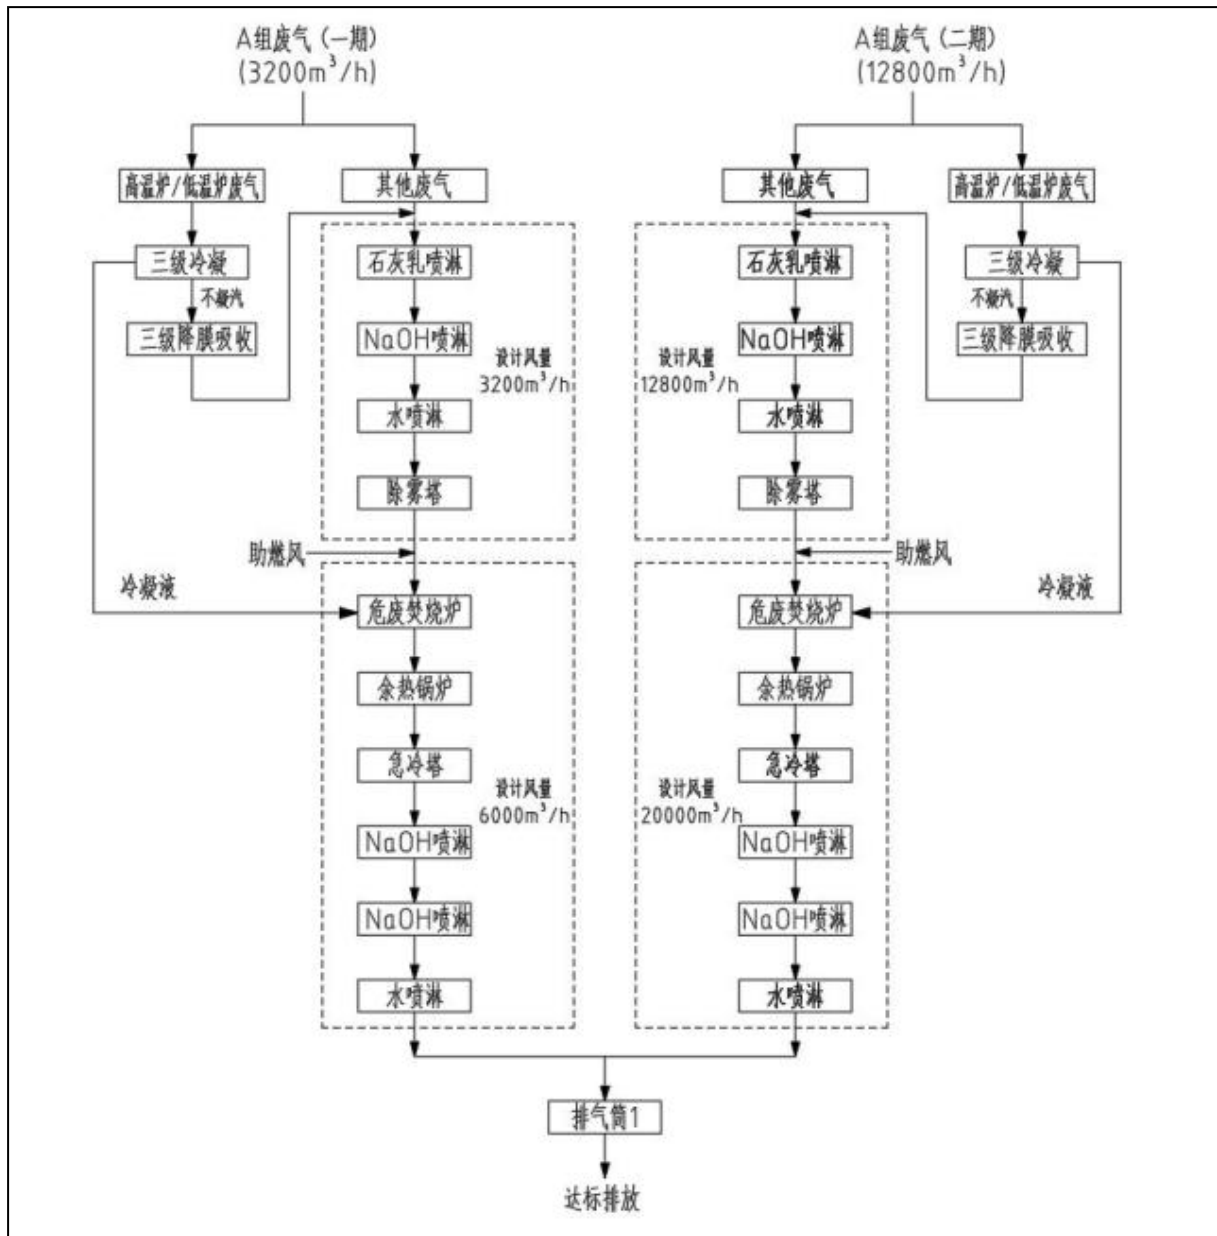 A组废气(一期)
(3200m³/h)
高温炉/低温炉废气
其他废气
三级冷凝
不凝汽
三级降膜吸收
石灰乳喷淋
NaOH喷淋
水喷淋
除雾塔
设计风量
3200m³/h
助燃风
冷凝液
危废焚烧炉
余热锅炉
急冷塔
NaOH喷淋
NaOH喷淋
水喷淋
设计风量
6000m³/h
A组废气(二期)
(12800m³/h)
其他废气
高温炉/低温炉废气
三级冷凝
不凝汽
三级降膜吸收
石灰乳喷淋
NaOH喷淋
水喷淋
除雾塔
设计风量
12800m³/h
助燃风
冷凝液
危废焚烧炉
余热锅炉
急冷塔
NaOH喷淋
NaOH喷淋
水喷淋
设计风量
20000m³/h
排气筒1
达标排放